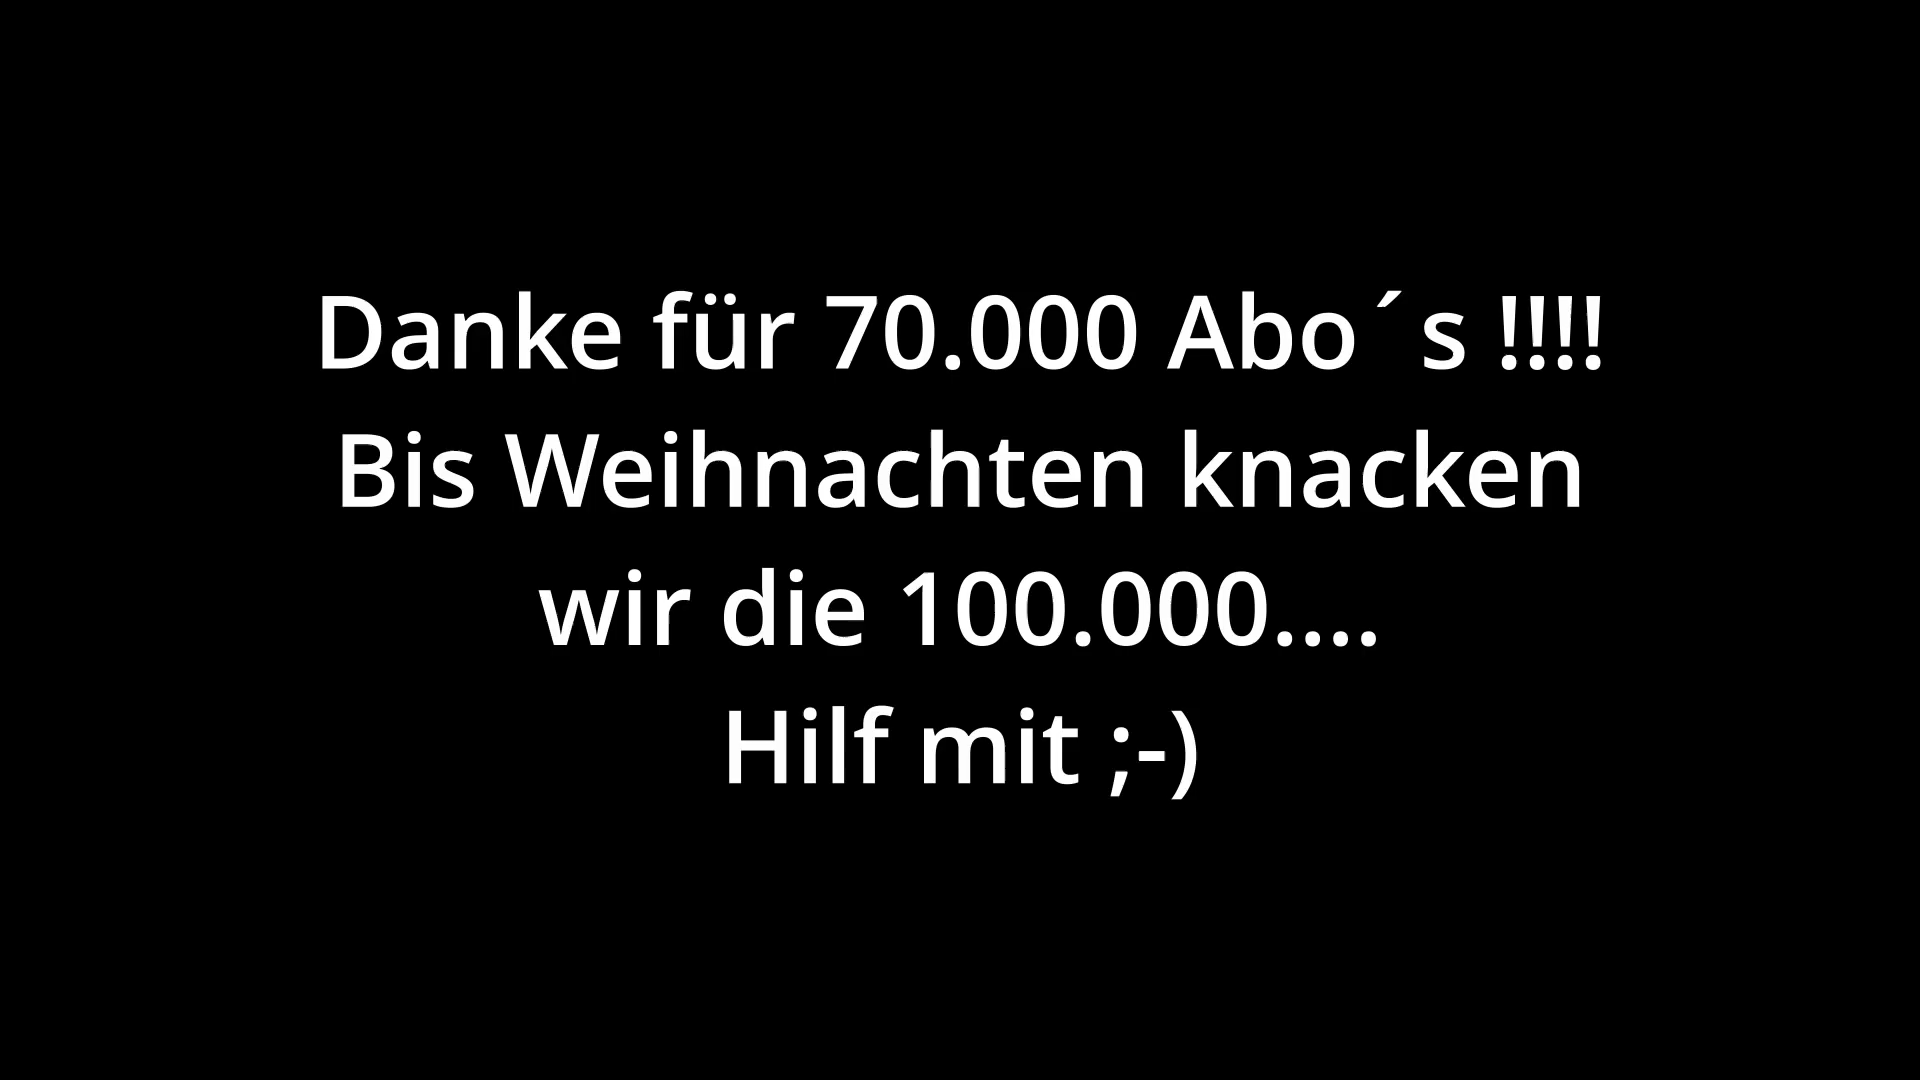 Danke für 70.000 Abo´s !!!!
Bis Weihnachten knacken
wir die 100.000....
Hilf mit ;-)